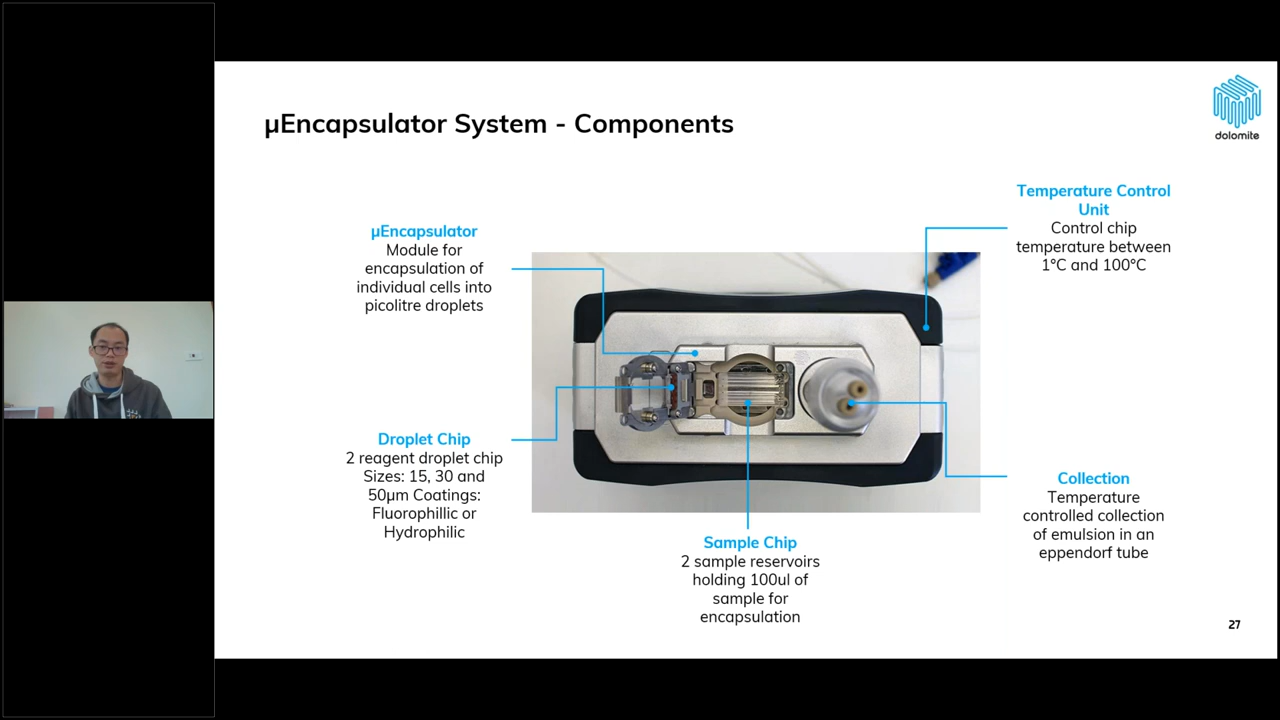 µEncapsulator System - Components
dolomite
µEncapsulator
Module for
encapsulation of
individual cells into
picolitre droplets
Temperature Control
Unit
Control chip
temperature between
1°C and 100°C
Droplet Chip
2 reagent droplet chip
Sizes: 15, 30 and
50µm Coatings:
Fluorophillic or
Hydrophilic
Sample Chip
2 sample reservoirs
holding 100ul of
sample for
encapsulation
Collection
Temperature
controlled collection
of emulsion in an
eppendorf tube
27